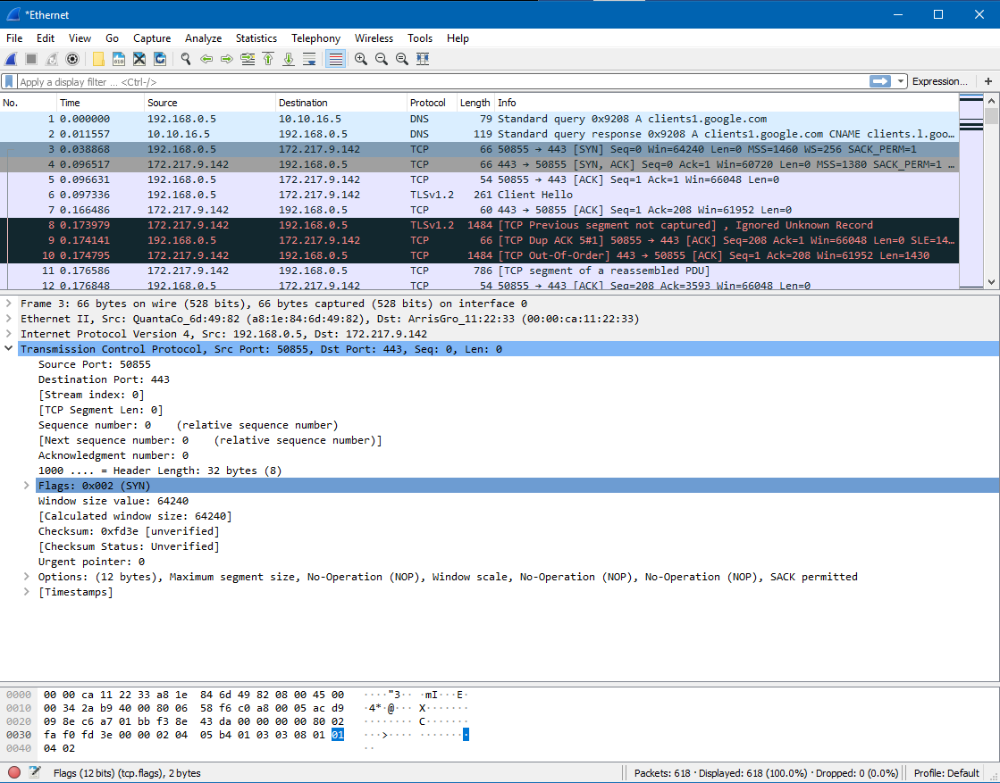 *Ethernet
File Edit View Go Capture Analyze Statistics Telephony Wireless Tools Help
Apply a display filter ... <Ctrl-/> Expression... +
No. Time Source Destination Protocol Length Info
1 0.000000 192.168.0.5 10.10.16.5 DNS 79 Standard query 0x9208 A clients1.google.com
2 0.011557 10.10.16.5 192.168.0.5 DNS 119 Standard query response 0x9208 A clients1.google.com CNAME clients.l.goo…
3 0.038868 192.168.0.5 172.217.9.142 TCP 66 50855 → 443 [SYN] Seq=0 Win=64240 Len=0 MSS=1460 WS=256 SACK_PERM=1
4 0.096517 172.217.9.142 192.168.0.5 TCP 66 443 → 50855 [SYN, ACK] Seq=0 Ack=1 Win=60720 Len=0 MSS=1380 SACK_PERM=1 …
5 0.096631 192.168.0.5 172.217.9.142 TCP 54 50855 → 443 [ACK] Seq=1 Ack=1 Win=66048 Len=0
6 0.097336 192.168.0.5 172.217.9.142 TLSv1.2 261 Client Hello
7 0.166486 172.217.9.142 192.168.0.5 TCP 60 443 → 50855 [ACK] Seq=1 Ack=208 Win=61952 Len=0
8 0.173979 172.217.9.142 192.168.0.5 TLSv1.2 1484 [TCP Previous segment not captured] , Ignored Unknown Record
9 0.174141 192.168.0.5 172.217.9.142 TCP 66 [TCP Dup ACK 5#1] 50855 → 443 [ACK] Seq=208 Ack=1 Win=66048 Len=0 SLE=14…
10 0.174795 172.217.9.142 192.168.0.5 TCP 1484 [TCP Out-Of-Order] 443 → 50855 [ACK] Seq=1 Ack=208 Win=61952 Len=1430
11 0.176586 172.217.9.142 192.168.0.5 TCP 786 [TCP segment of a reassembled PDU]
12 0.176848 192.168.0.5 172.217.9.142 TCP 54 50855 → 443 [ACK] Seq=208 Ack=3593 Win=66048 Len=0
Frame 3: 66 bytes on wire (528 bits), 66 bytes captured (528 bits) on interface 0
Ethernet II, Src: QuantaCo_6d:49:82 (a8:1e:84:6d:49:82), Dst: ArrisGro_11:22:33 (00:00:ca:11:22:33)
Internet Protocol Version 4, Src: 192.168.0.5, Dst: 172.217.9.142
Transmission Control Protocol, Src Port: 50855, Dst Port: 443, Seq: 0, Len: 0
Source Port: 50855
Destination Port: 443
[Stream index: 0]
[TCP Segment Len: 0]
Sequence number: 0 (relative sequence number)
[Next sequence number: 0 (relative sequence number)]
Acknowledgment number: 0
1000 .... = Header Length: 32 bytes (8)
Flags: 0x002 (SYN)
Window size value: 64240
[Calculated window size: 64240]
Checksum: 0xfd3e [unverified]
[Checksum Status: Unverified]
Urgent pointer: 0
Options: (12 bytes), Maximum segment size, No-Operation (NOP), Window scale, No-Operation (NOP), No-Operation (NOP), SACK permitted
[Timestamps]
0000 00 00 ca 11 22 33 a8 1e 84 6d 49 82 08 00 45 00 ····"3·· ·mI···E·
0010 00 34 2a b9 40 00 80 06 58 f6 c0 a8 00 05 ac d9 ·4*·@··· X·······
0020 09 8e c6 a7 01 bb f3 8e 43 da 00 00 00 00 80 02 ········ C·······
0030 fa f0 fd 3e 00 00 02 04 05 b4 01 03 03 08 01 01 ···>···· ········
0040 04 02 ··
Flags (12 bits) (tcp.flags), 2 bytes Packets: 618 · Displayed: 618 (100.0%) · Dropped: 0 (0.0%) Profile: Default